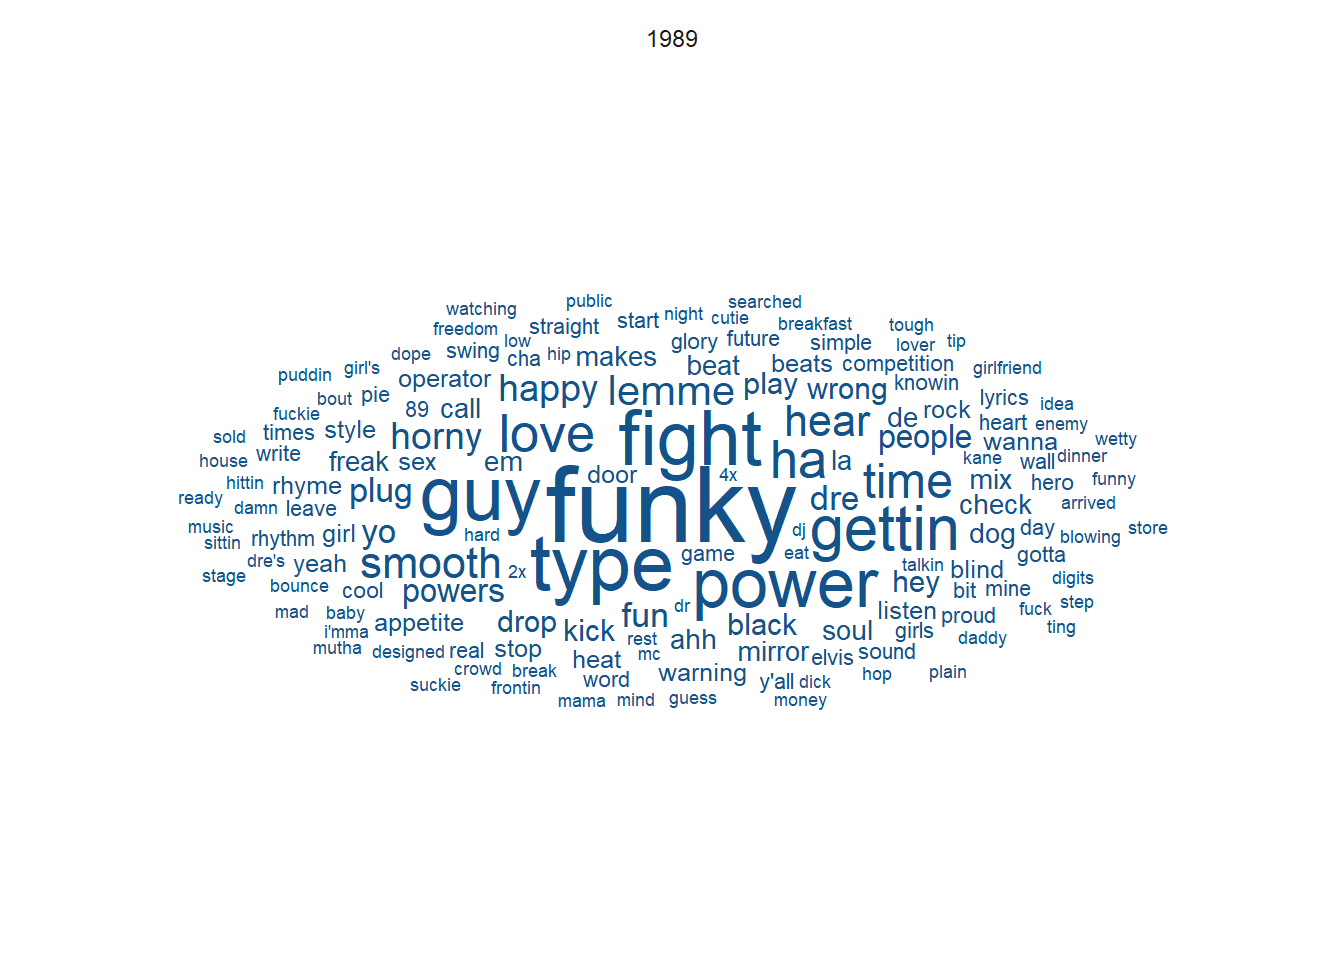 1989
public searched
watching night cutie
freedom straight start breakfast tough
low glory future simple lover tip
dope swing cha hip makes beat beats competition
puddin girl's operator happy lemme play wrong knowin girlfriend
bout pie 89 call love fight hear de rock lyrics idea
fuckie times style horny people heart enemy
sold write freak sex em ha la wanna wetty
house door 4x time kane wall dinner
hittin rhyme plug guy funky dre mix hero funny
ready damn leave check arrived
music rhythm girl yo hard dj gettin dog day blowing store
sittin smooth type game eat gotta
dre's yeah 2x power talkin blind
stage bounce cool powers hey bit mine digits
mad baby appetite drop fun dr black listen proud fuck step
i'mma kick rest ahh soul girls daddy ting
mutha designed real stop heat mc mirror elvis sound
crowd break word warning y'all dick hop plain
suckie frontin mama mind guess money